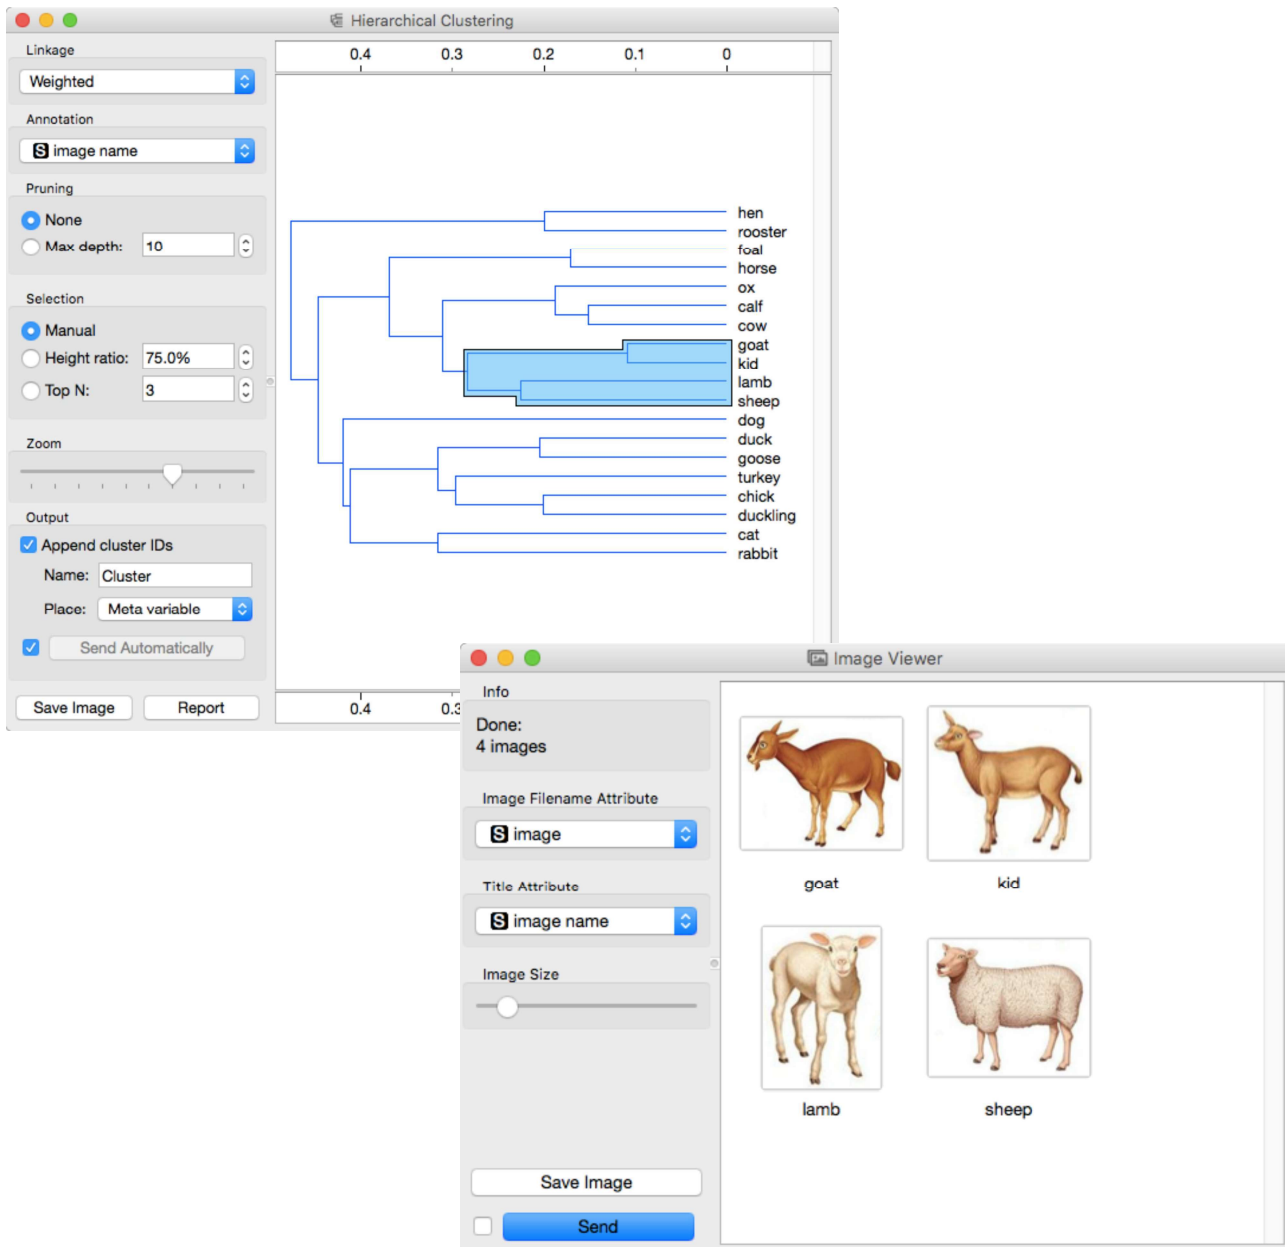 Hierarchical Clustering
Linkage
Weighted
Annotation
S image name
Pruning
None
Max depth: 10
Selection
Manual
Height ratio: 75.0%
Top N: 3
Zoom
Output
Append cluster IDs
Name: Cluster
Place: Meta variable
Send Automatically
Save Image Report
0.4 0.3 0.2 0.1 0
hen
rooster
foal
horse
ox
calf
cow
goat
kid
lamb
sheep
dog
duck
goose
turkey
chick
duckling
cat
rabbit
0.4 0.3
Image Viewer
Info
Done:
4 images
Image Filename Attribute
S image
Title Attribute
S image name
Image Size
Save Image
Send
goat kid
lamb sheep